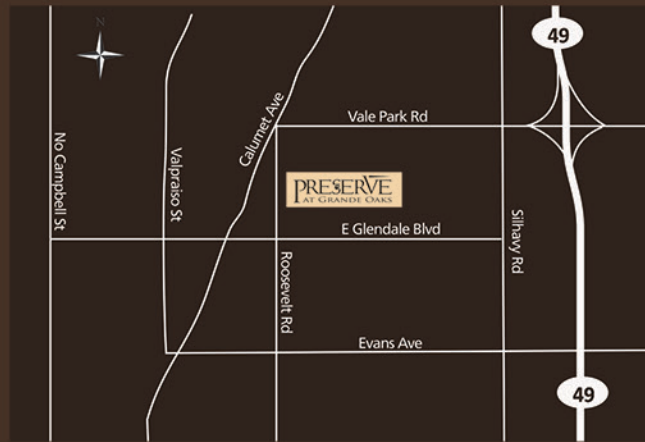 N
49
Vale Park Rd
Calumet Ave
No Campbell St
Valpraiso St
PRESERVE
AT GRANDE OAKS
Silhavy Rd
E Glendale Blvd
Roosevelt Rd
Evans Ave
49